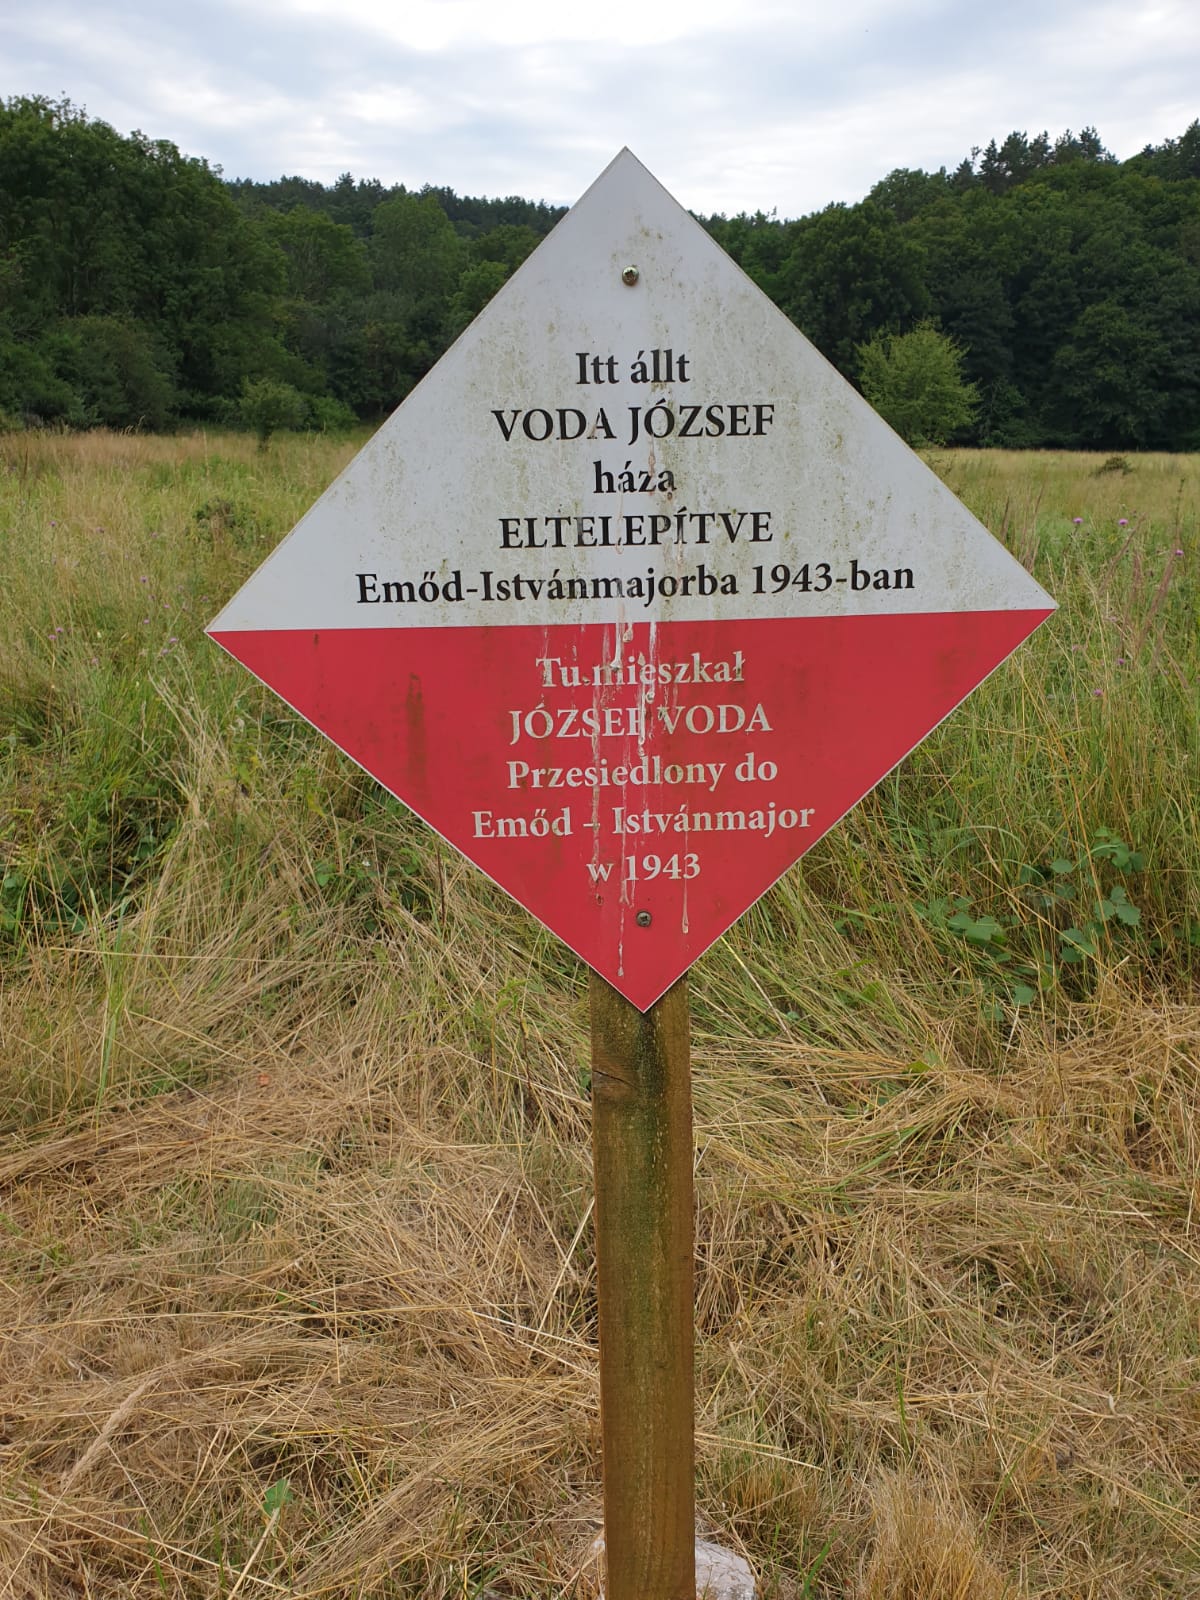 Itt állt
VODA JÓZSEF
háza
ELTELEPÍTVE
Emőd-Istvánmajorba 1943-ban
Tu mieszkał
JÓZSEF VODA
Przesiedlony do
Emőd – Istvánmajor
w 1943